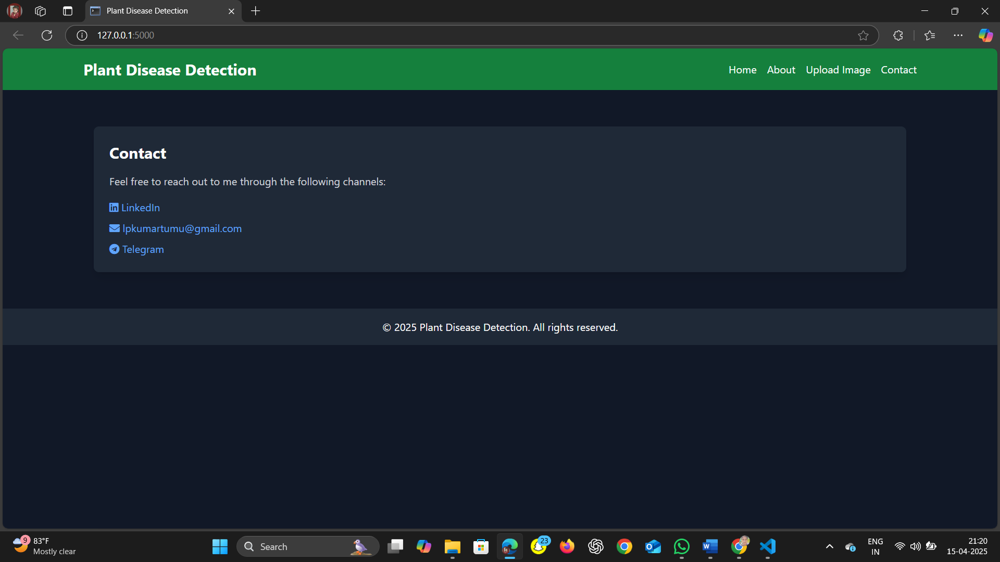 Plant Disease Detection
127.0.0.1:5000
Plant Disease Detection
Home About Upload Image Contact
Contact
Feel free to reach out to me through the following channels:
LinkedIn
lpkumartumu@gmail.com
Telegram
© 2025 Plant Disease Detection. All rights reserved.
9
83°F
Mostly clear
Search
23
ENG
IN
21:20
15-04-2025